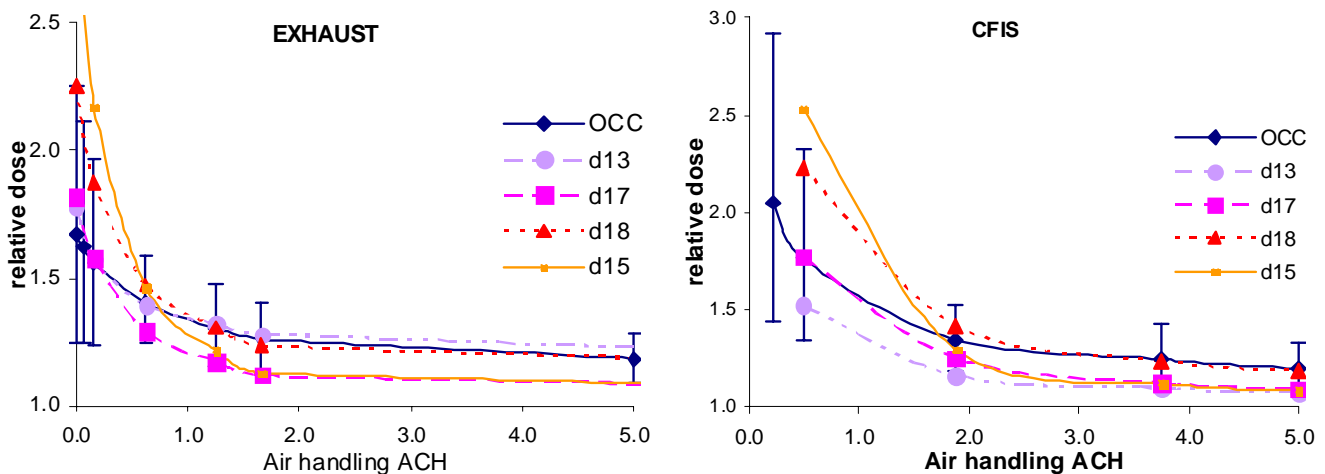 EXHAUST
2.5
2.0
1.5
1.0
relative dose
0.0 1.0 2.0 3.0 4.0 5.0
Air handling ACH
OCC
d13
d17
d18
d15
CFIS
3.0
2.5
2.0
1.5
1.0
relative dose
0.0 1.0 2.0 3.0 4.0 5.0
Air handling ACH
OCC
d13
d17
d18
d15